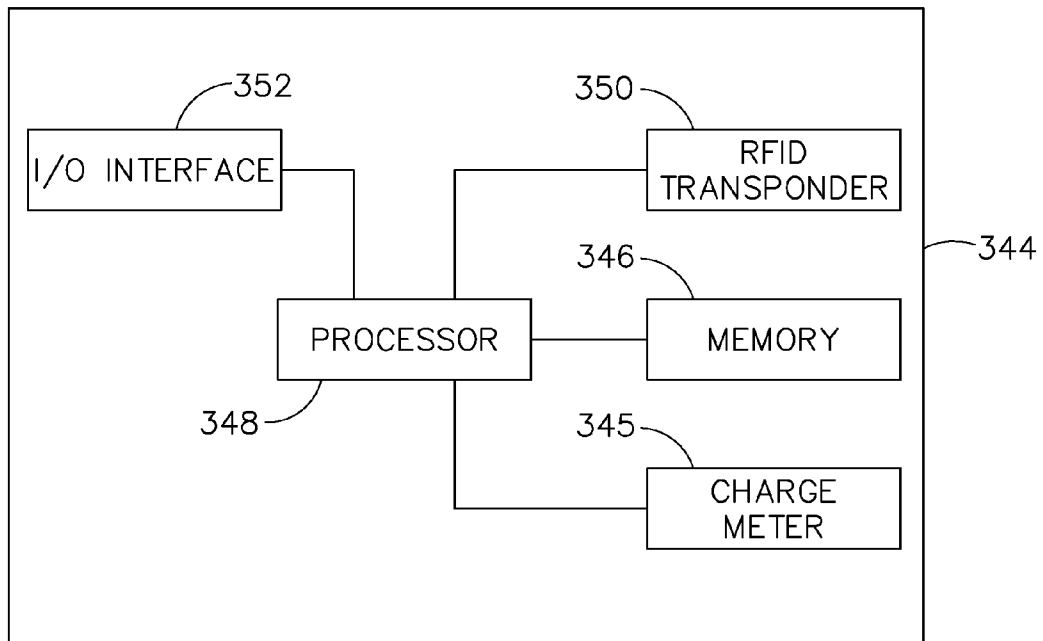 352
350
I/O INTERFACE
RFID
TRANSPONDER
344
346
PROCESSOR
MEMORY
348
345
CHARGE
METER